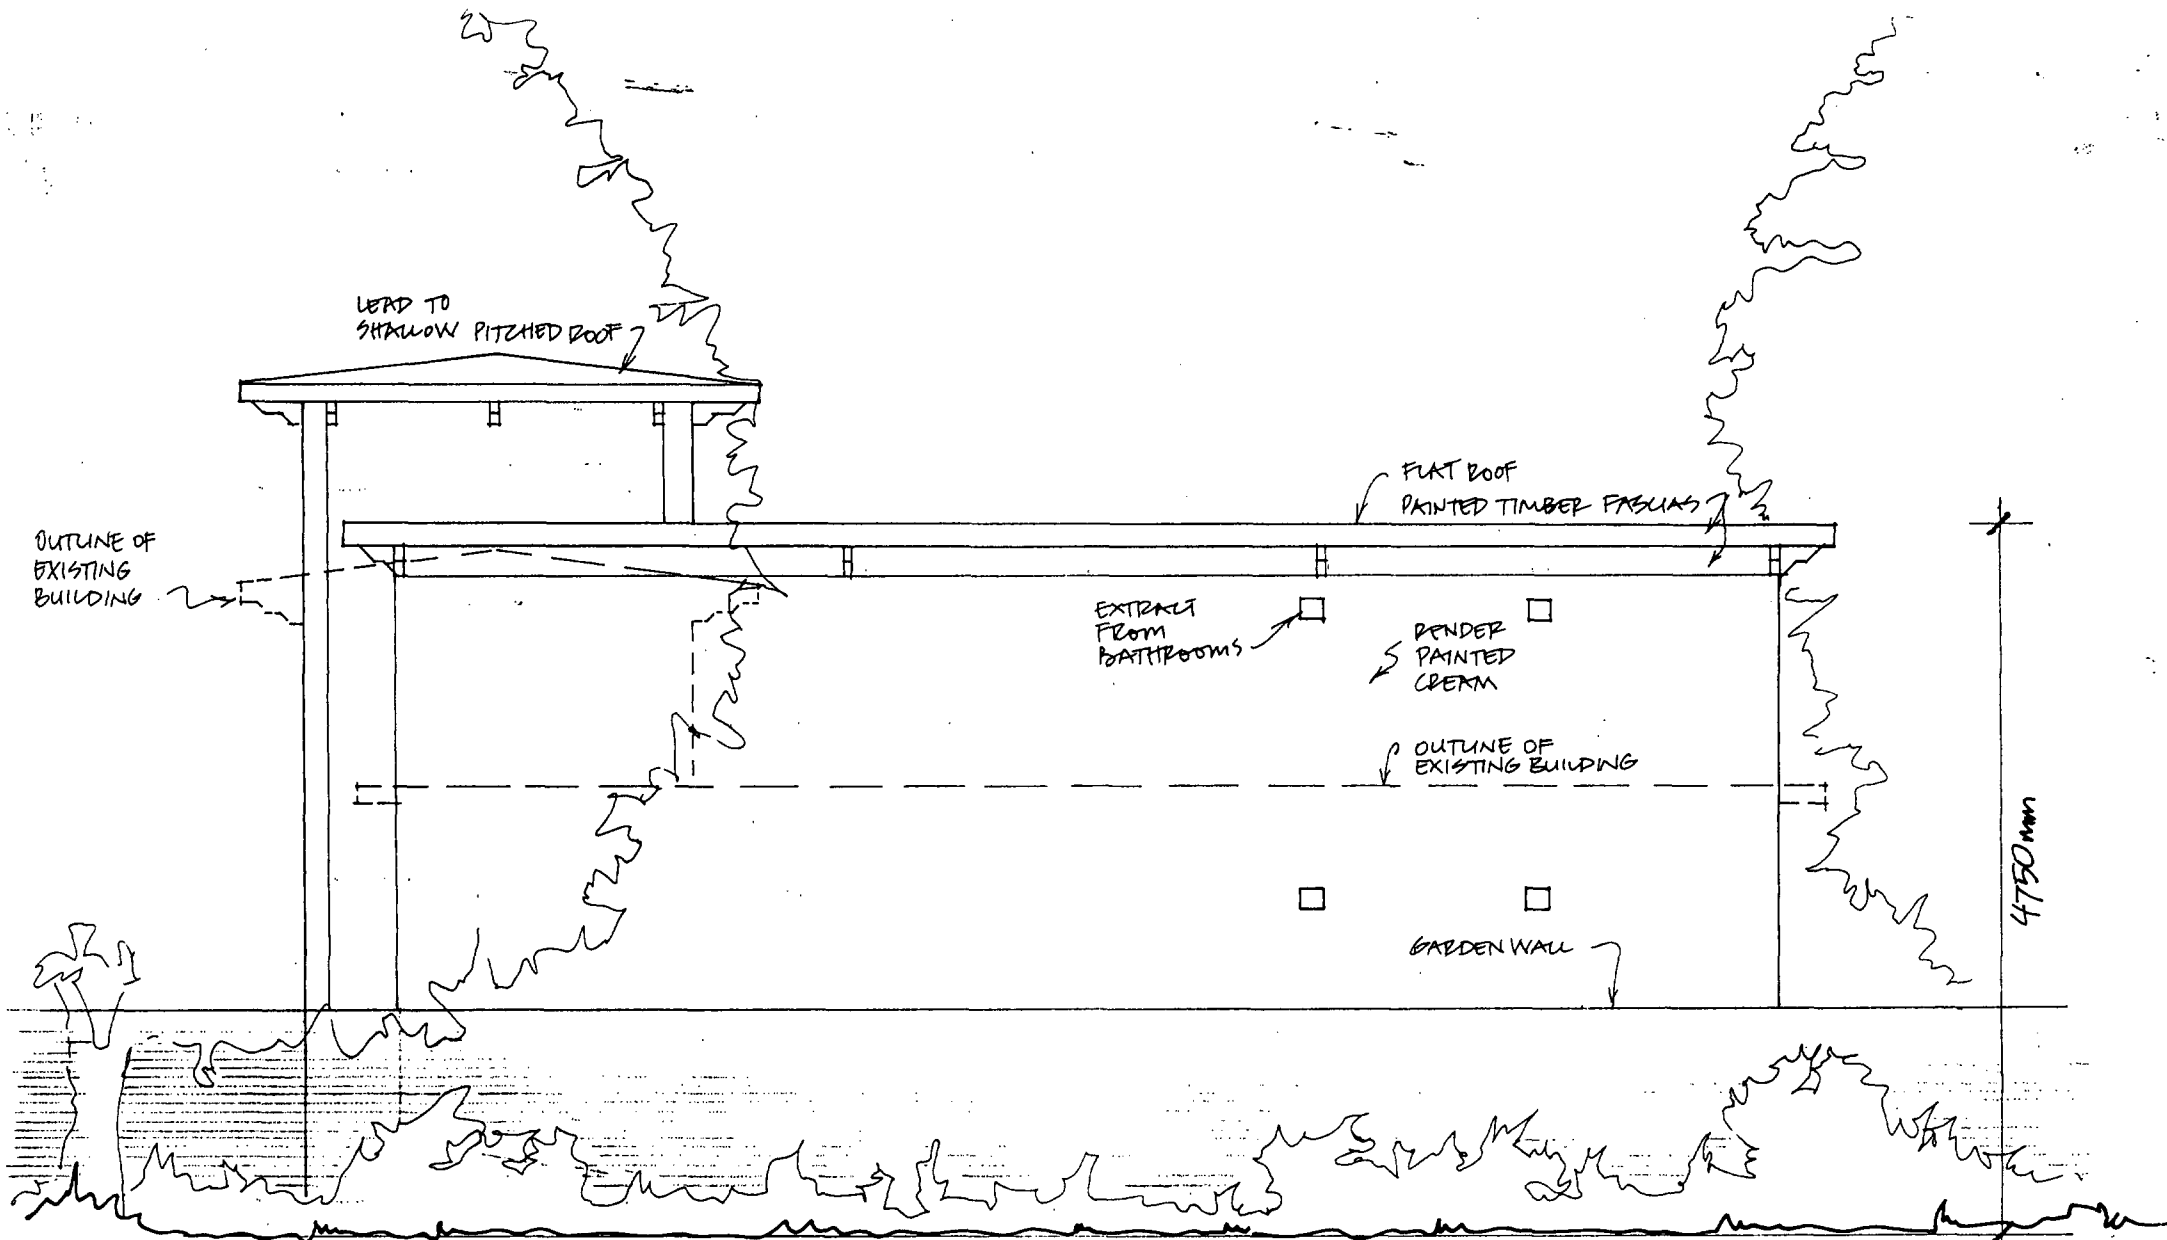 LEAD TO
SHALLOW PITCHED ROOF
FLAT ROOF
PAINTED TIMBER FASCIAS
OUTLINE OF
EXISTING
BUILDING
EXTRACT
FROM
BATHROOMS
RENDER
PAINTED
CREAM
OUTLINE OF
EXISTING BUILDING
4750mm
GARDEN WALL